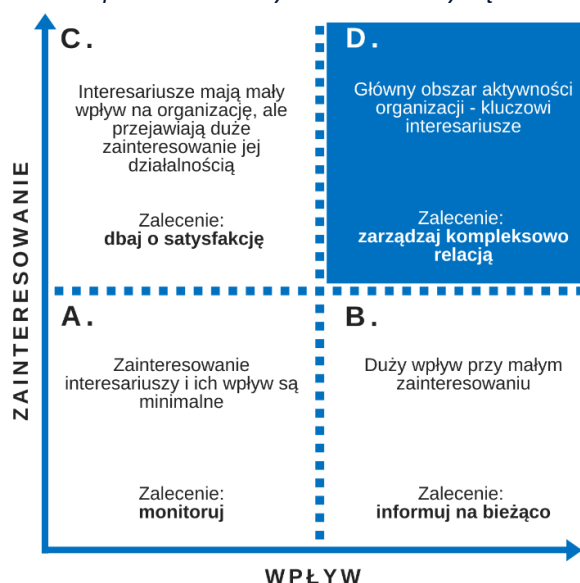 C.
Interesariusze mają mały
wpływ na organizację, ale
przejawiają duże
zainteresowanie jej
działalnością
Zalecenie:
dbaj o satysfakcję
D.
Główny obszar aktywności
organizacji - kluczowi
interesariusze
Zalecenie:
zarządzaj kompleksowo
relacją
ZAINTERESOWANIE
A.
Zainteresowanie
interesariuszy i ich wpływ są
minimalne
Zalecenie:
monitoruj
B.
Duży wpływ przy małym
zainteresowaniu
Zalecenie:
informuj na bieżąco
WPŁYW